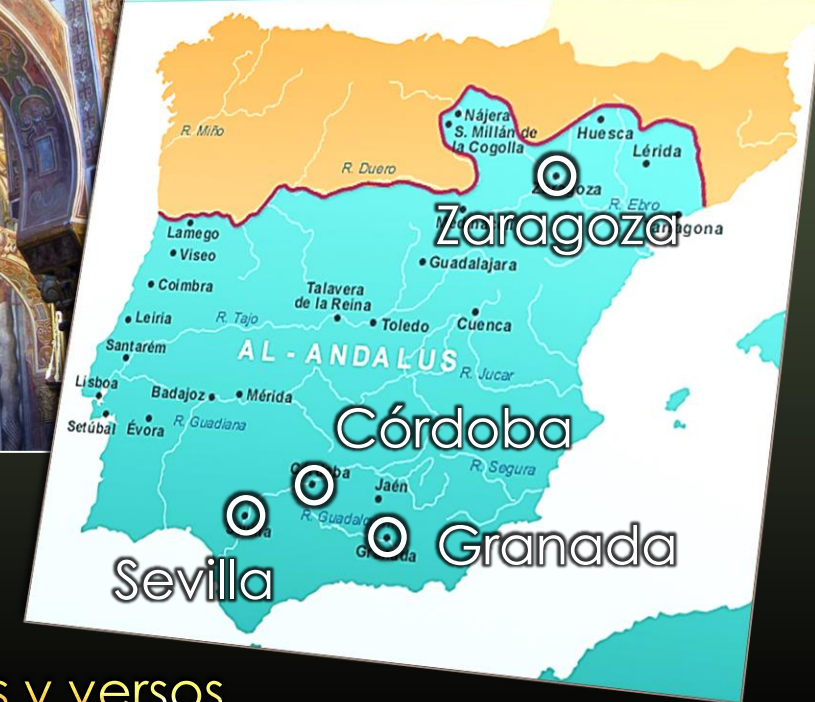 Nájera
S. Millán de
la Cogolla
Huesca
Lérida
R. Miño
R. Duero
R. Ebro
Zaragoza
Lamego
Viseo
Guadalajara
Coimbra
Talavera
de la Reina
Leiria
R. Tajo
Toledo
Cuenca
Santarém
AL - ANDALUS
R. Jucar
Lisboa
Badajoz
Mérida
Setúbal
Évora
R. Guadiana
Córdoba
R. Segura
Jaén
Granada
Sevilla
y versos